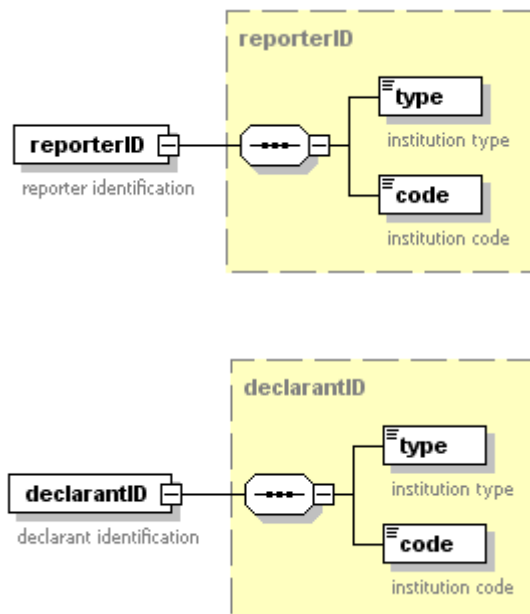 reporterID
type
institution type
reporterID
reporter identification
code
institution code
declarantID
type
institution type
declarantID
declarant identification
code
institution code